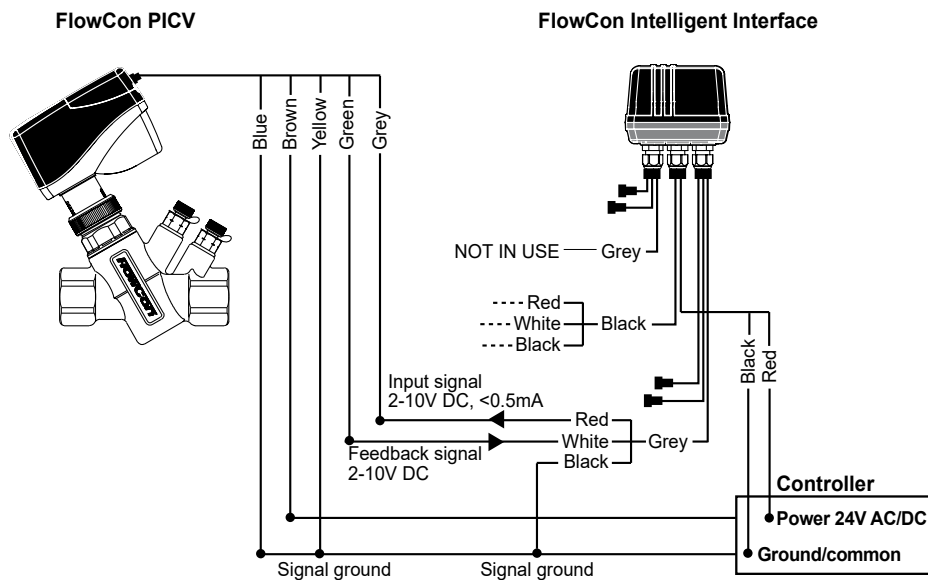 FlowCon PICV
FlowCon Intelligent Interface
Blue
Brown
Yellow
Green
Grey
FLOWCON
NOT IN USE
Grey
Red
White
Black
Black
Black
Red
Input signal
2-10V DC, <0.5mA
Red
White
Grey
Black
Feedback signal
2-10V DC
Controller
Power 24V AC/DC
Ground/common
Signal ground
Signal ground